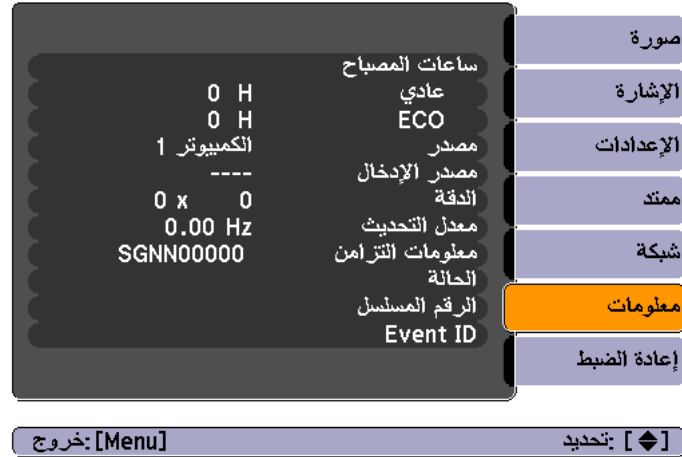 صورة
الإشارة
الإعدادات
ممتد
شبكة
معلومات
إعادة الضبط
ساعات المصباح
عادي 0 H
ECO 0 H
مصدر الكمبيوتر 1
مصدر الإدخال ----
الدقة 0 x 0
معدل التحديث 0.00 Hz
معلومات التزامن SGNN00000
الحالة
الرقم المسلسل
Event ID
[◆] :تحديد [Menu]:خروج